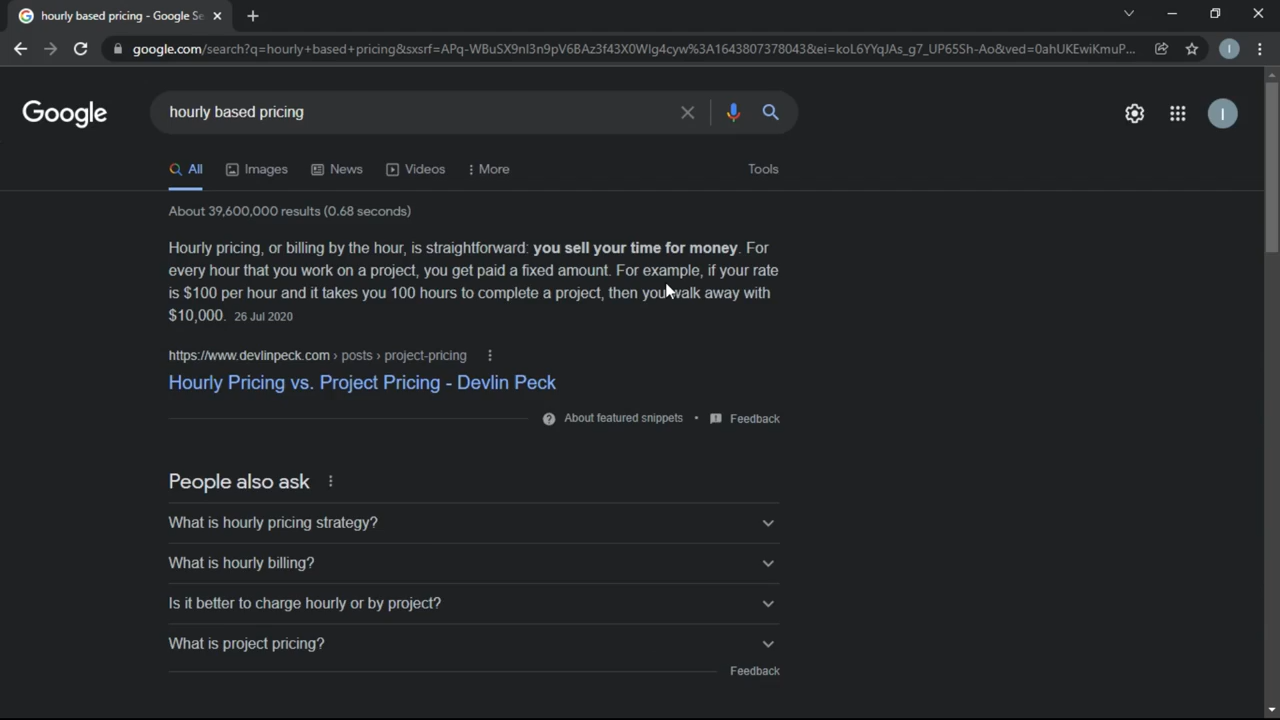 hourly based pricing - Google Se
google.com/search?q=hourly+based+pricing&sxsrf=APq-WBuSX9nI3n9pV6BAz3f43X0WIg4cyw%3A1643807378043&ei=koL6YYqJAs_g7_UP65Sh-Ao&ved=0ahUKEwiKmuP...
I
Google
hourly based pricing
I
All
Images
News
Videos
More
Tools
About 39,600,000 results (0.68 seconds)
Hourly pricing, or billing by the hour, is straightforward: you sell your time for money. For
every hour that you work on a project, you get paid a fixed amount. For example, if your rate
is $100 per hour and it takes you 100 hours to complete a project, then you walk away with
$10,000. 26 Jul 2020
https://www.devlinpeck.com › posts › project-pricing
Hourly Pricing vs. Project Pricing - Devlin Peck
About featured snippets • Feedback
People also ask
What is hourly pricing strategy?
What is hourly billing?
Is it better to charge hourly or by project?
What is project pricing?
Feedback